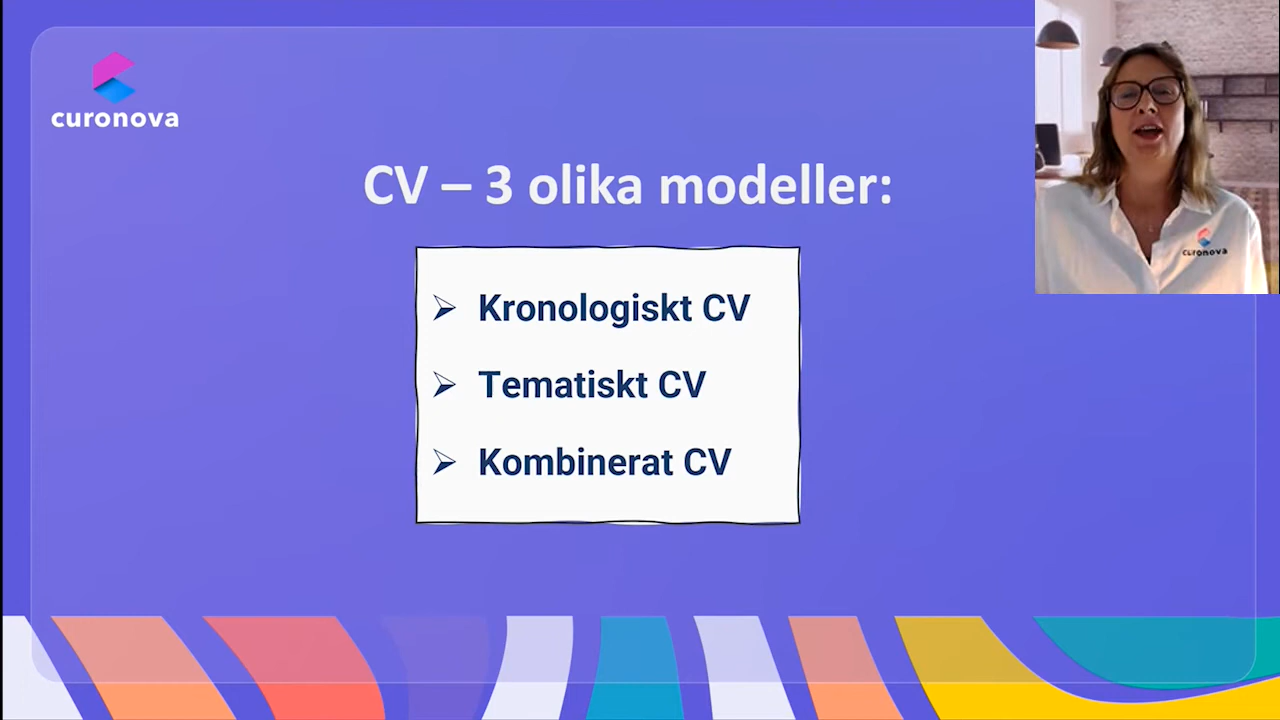 curonova
CV – 3 olika modeller:
➢ Kronologiskt CV
➢ Tematiskt CV
➢ Kombinerat CV
curonova